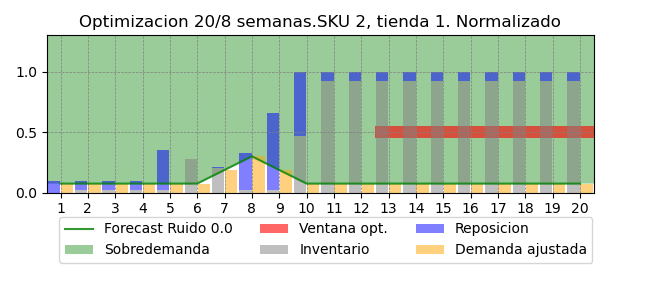 Optimizacion 20/8 semanas.SKU 2, tienda 1. Normalizado
1.0
0.5
0.0
1 2 3 4 5 6 7 8 9 10 11 12 13 14 15 16 17 18 19 20
Forecast Ruido 0.0 Ventana opt. Reposicion
Sobredemanda Inventario Demanda ajustada